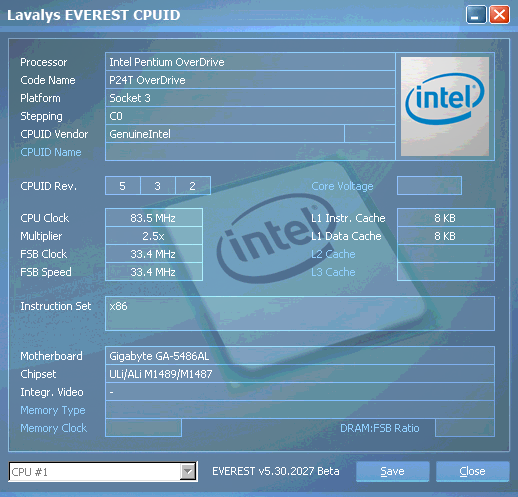 Lavalys EVEREST CPUID
Processor Intel Pentium OverDrive
Code Name P24T OverDrive
Platform Socket 3
Stepping C0
CPUID Vendor GenuineIntel
CPUID Name
intel
CPUID Rev. 5 3 2 Core Voltage
CPU Clock 83.5 MHz L1 Instr. Cache 8 KB
Multiplier 2.5x L1 Data Cache 8 KB
FSB Clock 33.4 MHz L2 Cache
FSB Speed 33.4 MHz L3 Cache
intel
Instruction Set x86
Motherboard Gigabyte GA-5486AL
Chipset ULi/ALi M1489/M1487
Integr. Video -
Memory Type
Memory Clock DRAM:FSB Ratio
CPU #1 EVEREST v5.30.2027 Beta Save Close